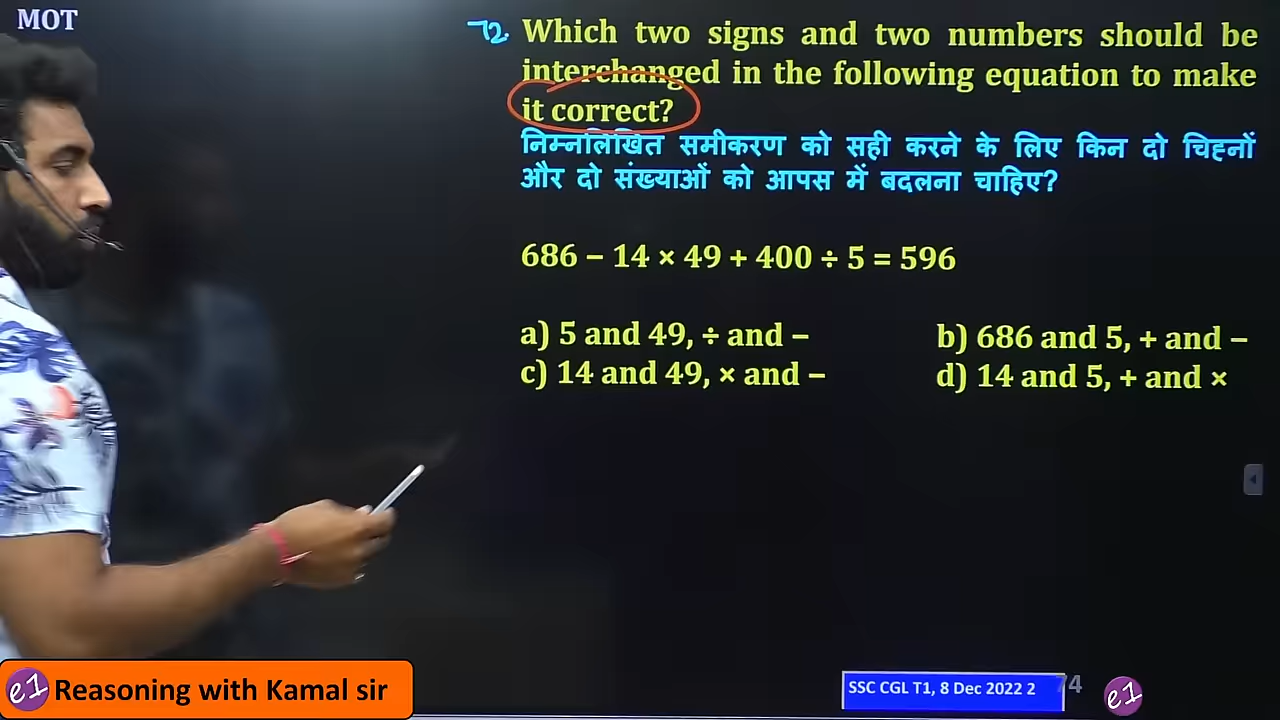 MOT
72. Which two signs and two numbers should be
interchanged in the following equation to make
it correct?
निम्नलिखित समीकरण को सही करने के लिए किन दो चिह्नों
और दो संख्याओं को आपस में बदलना चाहिए?
686 − 14 × 49 + 400 ÷ 5 = 596
a) 5 and 49, ÷ and −
b) 686 and 5, + and −
c) 14 and 49, × and −
d) 14 and 5, + and ×
e1 Reasoning with Kamal sir
SSC CGL T1, 8 Dec 2022 2
74
e1